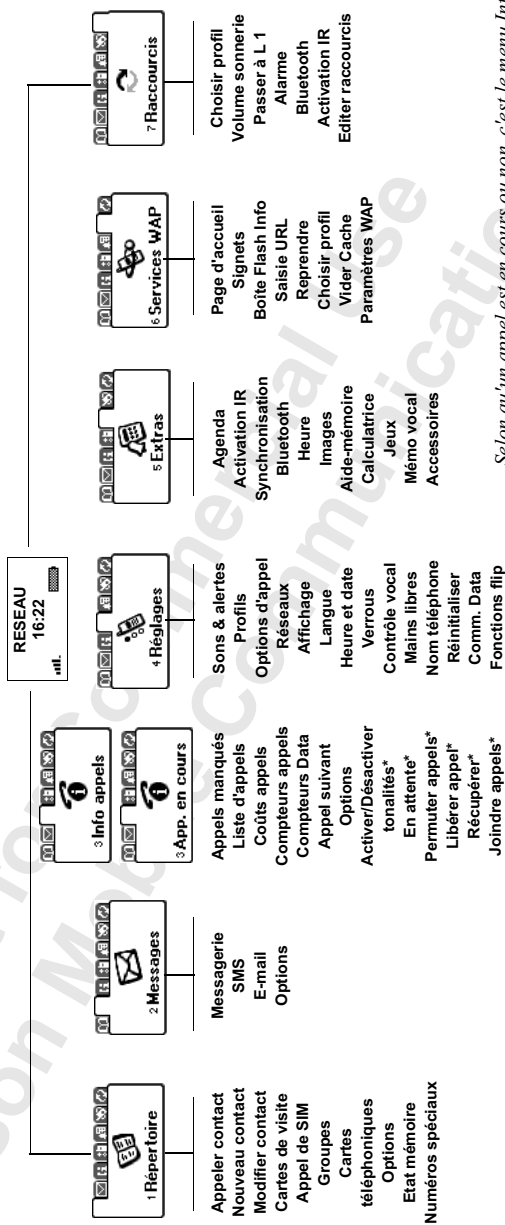 RESEAU
16:22
1 Répertoire
Appeler contact
Nouveau contact
Modifier contact
Cartes de visite
Appel de SIM
Groupes
Cartes
téléphoniques
Options
Etat mémoire
Numéros spéciaux
2 Messages
Messagerie
SMS
E-mail
Options
3 Info appels
3 App. en cours
Appels manqués
Liste d'appels
Coûts appels
Compteurs appels
Compteurs Data
Appel suivant
Options
Activer/Désactiver
tonalités*
En attente*
Permuter appels*
Libérer appel*
Récupérer*
Joindre appels*
4 Réglages
Sons & alertes
Profils
Options d'appel
Réseaux
Affichage
Langue
Heure et date
Verrous
Contrôle vocal
Mains libres
Nom téléphone
Réinitialiser
Comm. Data
Fonctions flip
5 Extras
Agenda
Activation IR
Synchronisation
Bluetooth
Heure
Images
Aide-mémoire
Calculatrice
Jeux
Mémo vocal
Accessoires
6 Services WAP
Page d'accueil
Signets
Boîte Flash Info
Saisie URL
Reprendre
Choisir profil
Vider Cache
Paramètres WAP
7 Raccourcis
Choisir profil
Volume sonnerie
Passer à L 1
Alarme
Bluetooth
Activation IR
Editer raccourcis
Selon qu'un appel est en cours ou non, c'est le menu